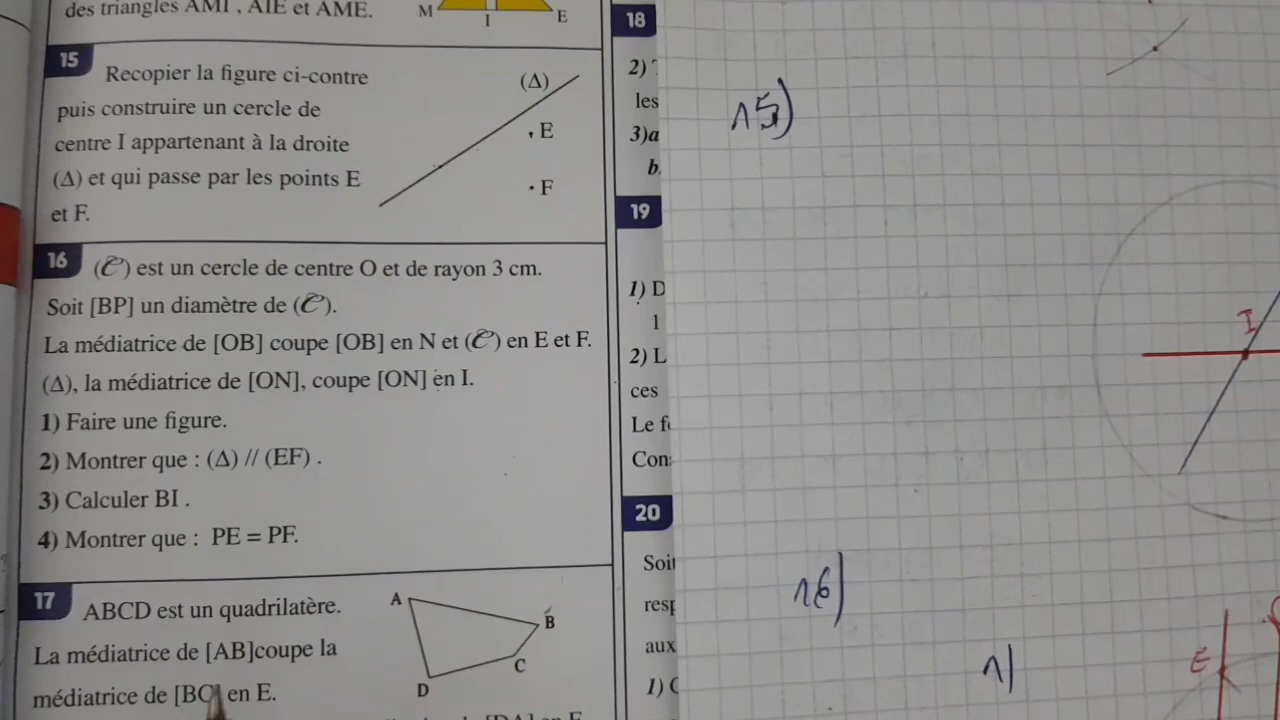 des triangles AMI , AIE et AME.
M
I
E
15
Recopier la figure ci-contre
puis construire un cercle de
centre I appartenant à la droite
(Δ) et qui passe par les points E
et F.
(Δ)
E
F
16
(C) est un cercle de centre O et de rayon 3 cm.
Soit [BP] un diamètre de (C).
La médiatrice de [OB] coupe [OB] en N et (C) en E et F.
(Δ), la médiatrice de [ON], coupe [ON] en I.
1) Faire une figure.
2) Montrer que : (Δ) // (EF) .
3) Calculer BI .
4) Montrer que : PE = PF.
17
ABCD est un quadrilatère.
La médiatrice de [AB]coupe la
médiatrice de [BC] en E.
A
B
C
D
18
2)
les
3)a
b.
19
1) D
2) L
ces
Le f
Con
20
Soit
resp
aux
1) C
15)
I
16)
1)
E